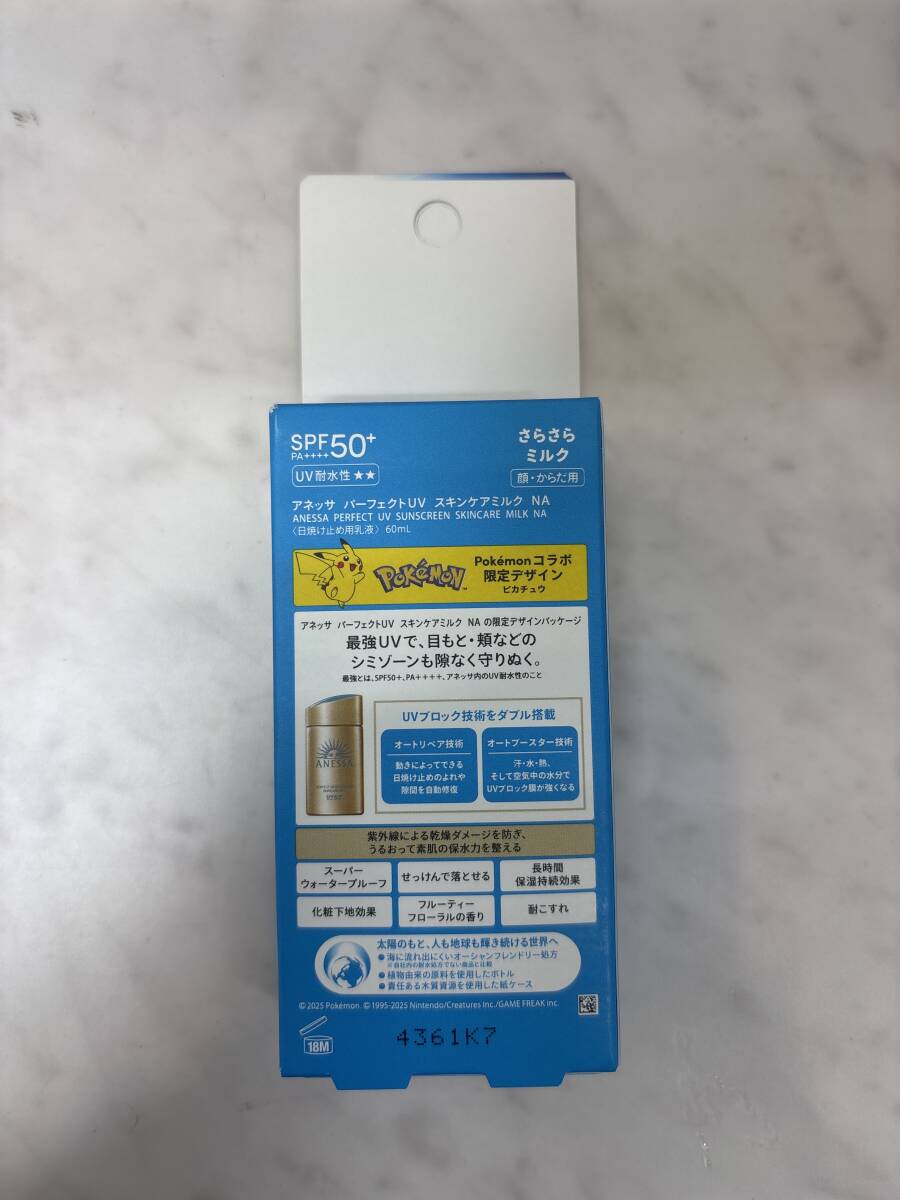 SPF50+
PA++++
UV耐水性★★
さらさら
ミルク
顔・からだ用
アネッサ パーフェクトUV スキンケアミルク NA
ANESSA PERFECT UV SUNSCREEN SKINCARE MILK NA
〈日焼け止め用乳液〉60mL
POKéMON™
Pokémonコラボ
限定デザイン
ピカチュウ
アネッサ パーフェクトUV スキンケアミルク NA の限定デザインパッケージ
最強UVで、目もと・頬などの
シミゾーンも隙なく守りぬく。
最強とは、SPF50+、PA++++、アネッサ内のUV耐水性のこと
ANESSA
UVブロック技術をダブル搭載
オートリペア技術
動きによってできる
日焼け止めのよれや
隙間を自動修復
オートブースター技術
汗・水・熱、
そして空気中の水分で
UVブロック膜が強くなる
紫外線による乾燥ダメージを防ぎ、
うるおって素肌の保水力を整える
スーパー
ウォータープルーフ
せっけんで落とせる
長時間
保湿持続効果
化粧下地効果
フルーティー
フローラルの香り
耐こすれ
太陽のもと、人も地球も輝き続ける世界へ
●海に流れ出にくいオーシャンフレンドリー処方
※自社内の耐水処方でない商品と比較
●植物由来の原料を使用したボトル
●責任ある木質資源を使用した紙ケース
©2025 Pokémon. ©1995-2025 Nintendo/Creatures Inc./GAME FREAK inc.
18M
4361K7